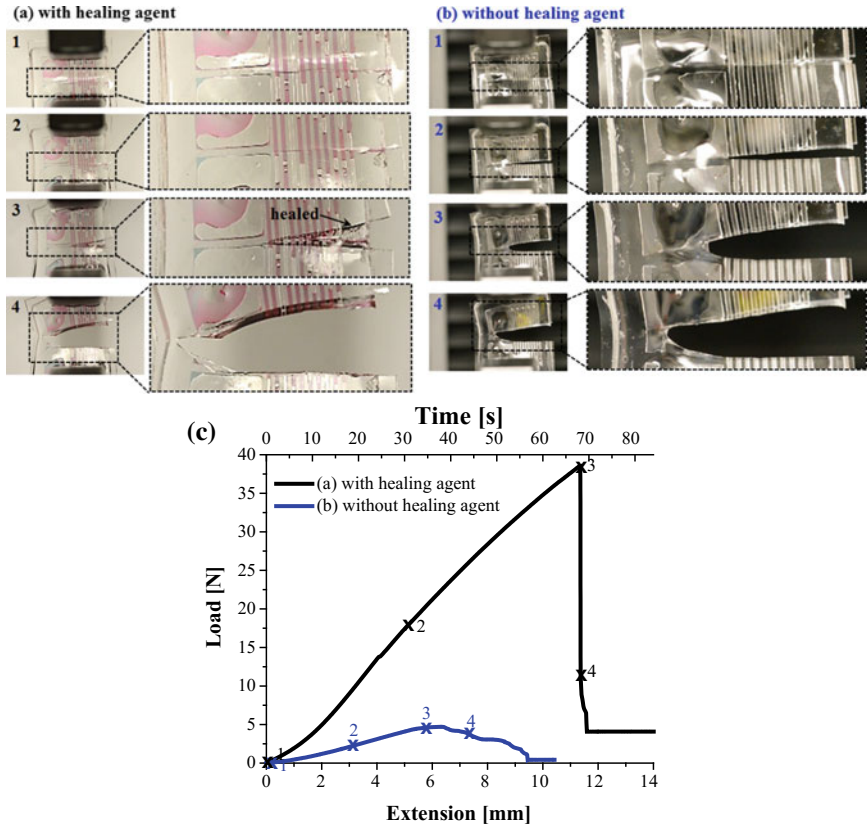 (a) with healing agent
1
2
3
healed
4
(b) without healing agent
1
2
3
4
(c)
Time [s]
0 10 20 30 40 50 60 70 80
Load [N]
40
35
30
25
20
15
10
5
0
(a) with healing agent
(b) without healing agent
1
2
3
4
1
2
3
4
0 2 4 6 8 10 12 14
Extension [mm]